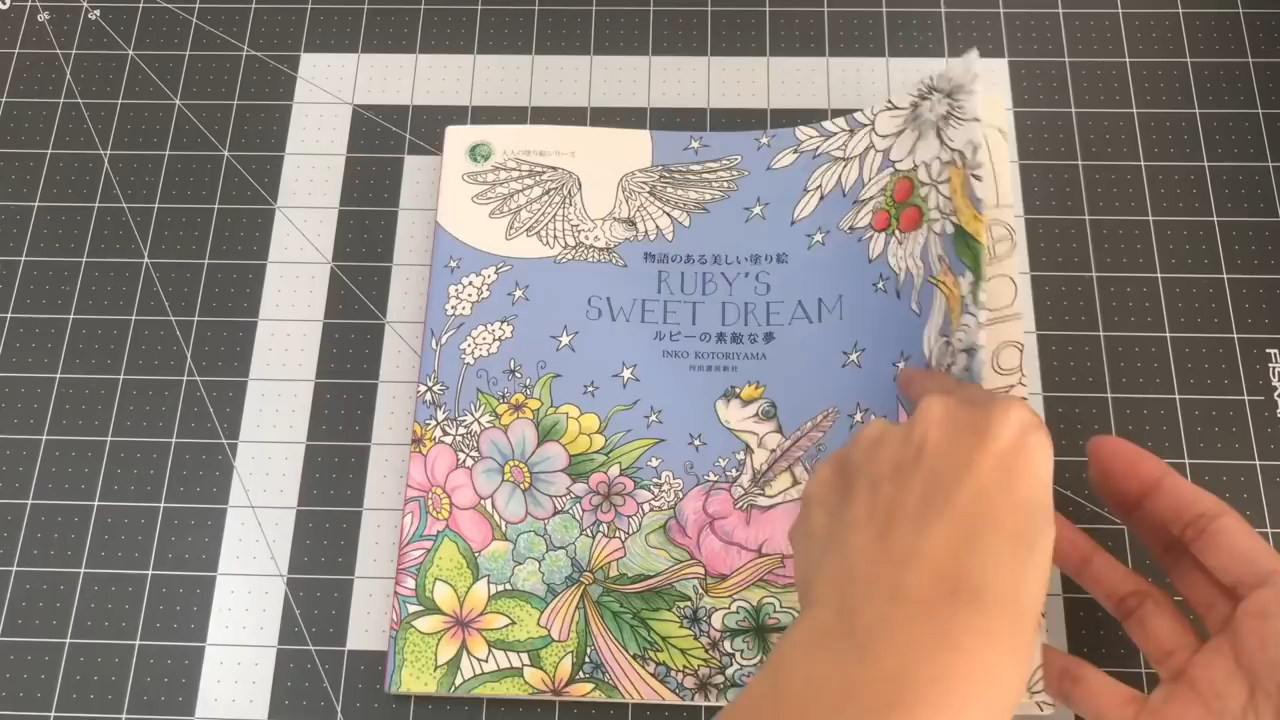 大人の塗り絵シリーズ
物語のある美しい塗り絵
RUBY'S
SWEET DREAM
ルビーの素敵な夢
INKO KOTORIYAMA
河出書房新社
45
30